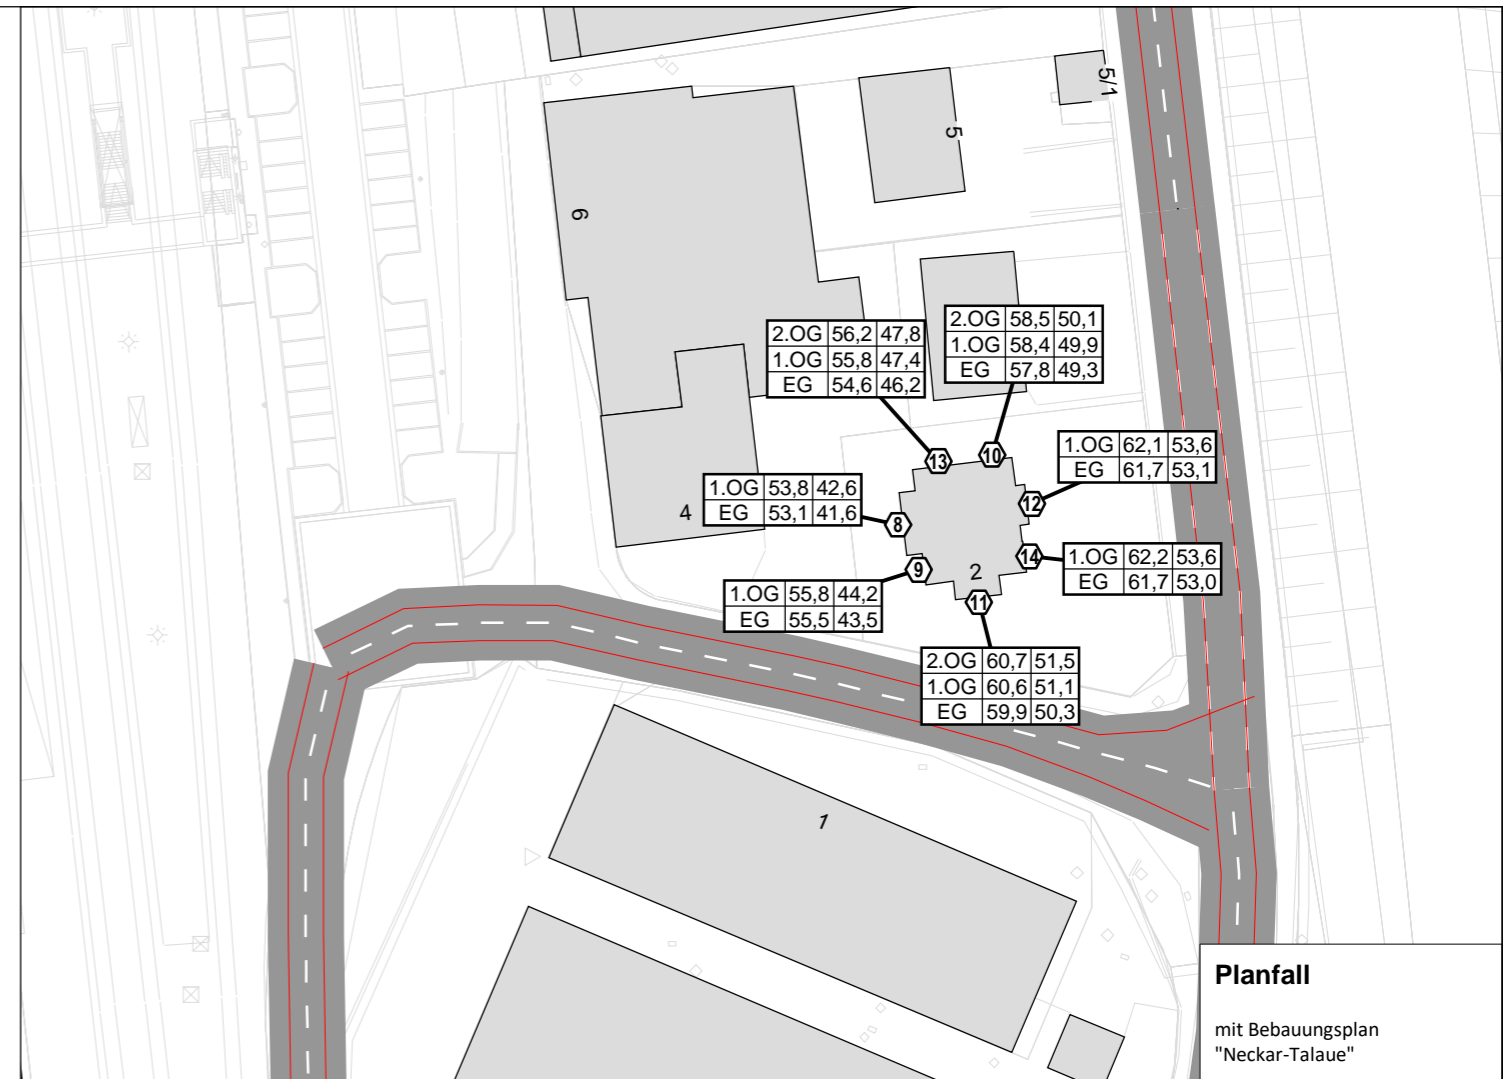 5/1
5
6
2.OG 58,5 50,1
1.OG 58,4 49,9
EG 57,8 49,3
2.OG 56,2 47,8
1.OG 55,8 47,4
EG 54,6 46,2
1.OG 62,1 53,6
EG 61,7 53,1
13
10
12
1.OG 53,8 42,6
EG 53,1 41,6
4
8
14
1.OG 62,2 53,6
EG 61,7 53,0
9
2
11
1.OG 55,8 44,2
EG 55,5 43,5
2.OG 60,7 51,5
1.OG 60,6 51,1
EG 59,9 50,3
1
Planfall
mit Bebauungsplan
"Neckar-Talaue"